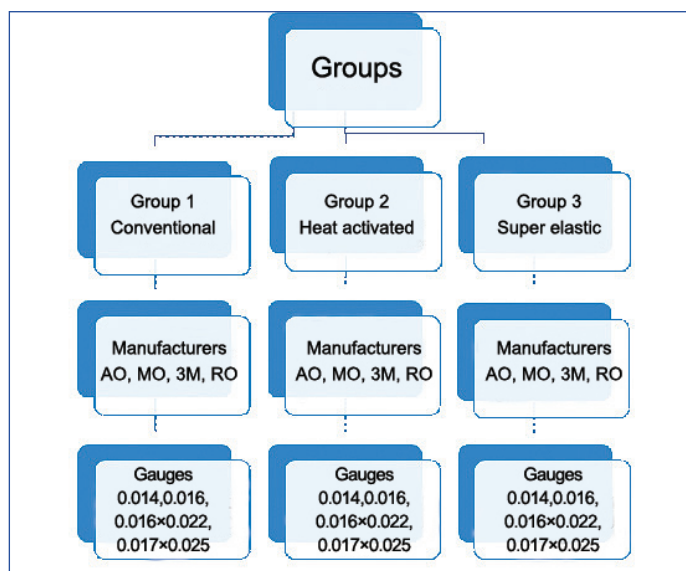 Groups
Group 1
Conventional
Group 2
Heat activated
Group 3
Super elastic
Manufacturers
AO, MO, 3M, RO
Manufacturers
AO, MO, 3M, RO
Manufacturers
AO, MO, 3M, RO
Gauges
0.014,0.016,
0.016×0.022,
0.017×0.025
Gauges
0.014,0.016,
0.016×0.022,
0.017×0.025
Gauges
0.014,0.016,
0.016×0.022,
0.017×0.025